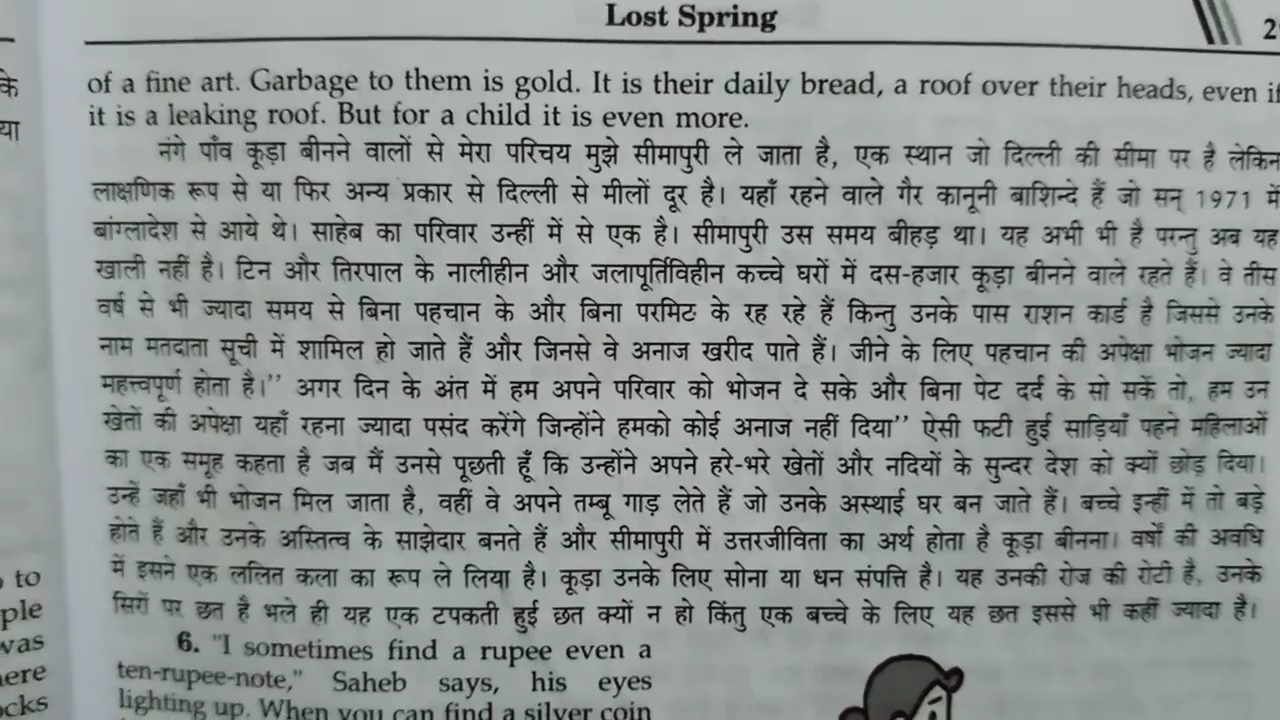 Lost Spring
of a fine art. Garbage to them is gold. It is their daily bread, a roof over their heads, even if
it is a leaking roof. But for a child it is even more.
नंगे पाँव कूड़ा बीनने वालों से मेरा परिचय मुझे सीमापुरी ले जाता है, एक स्थान जो दिल्ली की सीमा पर है लेकिन
लाक्षणिक रूप से या फिर अन्य प्रकार से दिल्ली से मीलों दूर है। यहाँ रहने वाले गैर कानूनी बाशिन्दे हैं जो सन् 1971 में
बांग्लादेश से आये थे। साहेब का परिवार उन्हीं में से एक है। सीमापुरी उस समय बीहड़ था। यह अभी भी है परन्तु अब यह
खाली नहीं है। टिन और तिरपाल के नालीहीन और जलापूर्तिविहीन कच्चे घरों में दस-हजार कूड़ा बीनने वाले रहते हैं। वे तीस
वर्ष से भी ज्यादा समय से बिना पहचान के और बिना परमिट के रह रहे हैं किन्तु उनके पास राशन कार्ड है जिससे उनके
नाम मतदाता सूची में शामिल हो जाते हैं और जिनसे वे अनाज खरीद पाते हैं। जीने के लिए पहचान की अपेक्षा भोजन ज्यादा
महत्त्वपूर्ण होता है।'' अगर दिन के अंत में हम अपने परिवार को भोजन दे सके और बिना पेट दर्द के सो सकें तो, हम उन
खेतों की अपेक्षा यहाँ रहना ज्यादा पसंद करेंगे जिन्होंने हमको कोई अनाज नहीं दिया'' ऐसी फटी हुई साड़ियाँ पहने महिलाओं
का एक समूह कहता है जब मैं उनसे पूछती हूँ कि उन्होंने अपने हरे-भरे खेतों और नदियों के सुन्दर देश को क्यों छोड़ दिया।
उन्हें जहाँ भी भोजन मिल जाता है, वहीं वे अपने तम्बू गाड़ लेते हैं जो उनके अस्थाई घर बन जाते हैं। बच्चे इन्हीं में तो बड़े
होते हैं और उनके अस्तित्व के साझेदार बनते हैं और सीमापुरी में उत्तरजीविता का अर्थ होता है कूड़ा बीनना। वर्षों की अवधि
में इसने एक ललित कला का रूप ले लिया है। कूड़ा उनके लिए सोना या धन संपत्ति है। यह उनकी रोज की रोटी है, उनके
सिरों पर छत है भले ही यह एक टपकती हुई छत क्यों न हो किंतु एक बच्चे के लिए यह छत इससे भी कहीं ज्यादा है।
6. "I sometimes find a rupee even a
ten-rupee-note," Saheb says, his eyes
lighting up. When you can find a silver coin
के
या
to
ple
was
here
cks